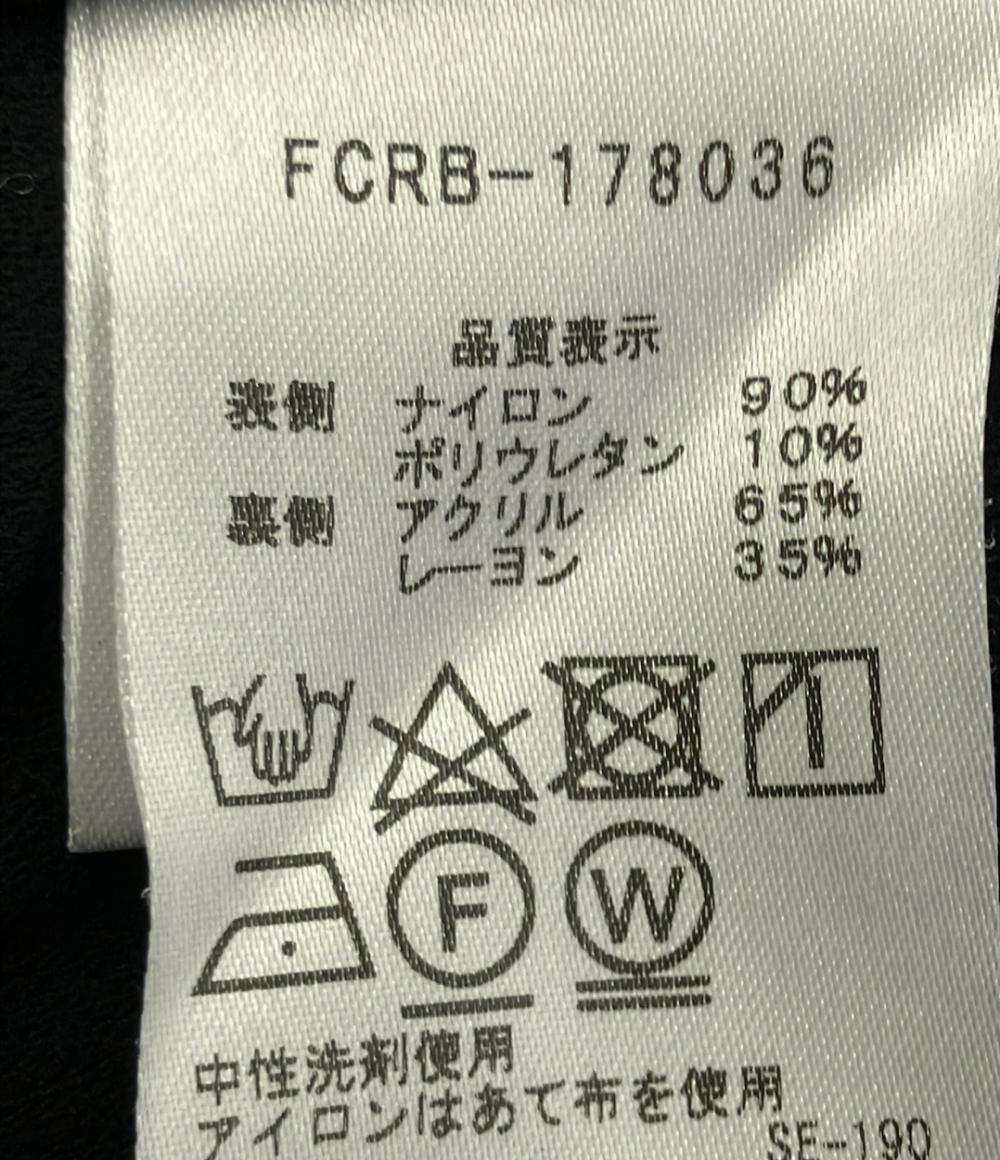 FCRB-178036
品質表示
表側 ナイロン 90%
ポリウレタン 10%
裏側 アクリル 65%
レーヨン 35%
F W
中性洗剤使用
アイロンはあて布を使用
SE-190